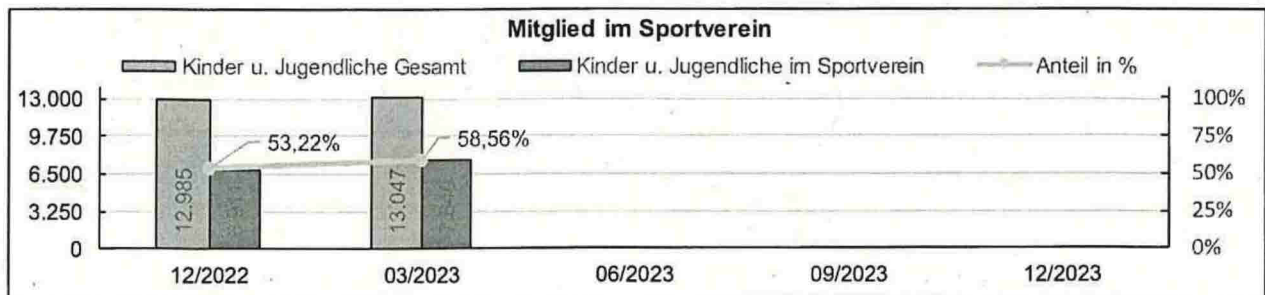 Mitglied im Sportverein
Kinder u. Jugendliche Gesamt Kinder u. Jugendliche im Sportverein Anteil in %
13.000 100%
9.750 53,22% 58,56% 75%
6.500 50%
12.985 13.047
3.250 25%
0 0%
12/2022 03/2023 06/2023 09/2023 12/2023